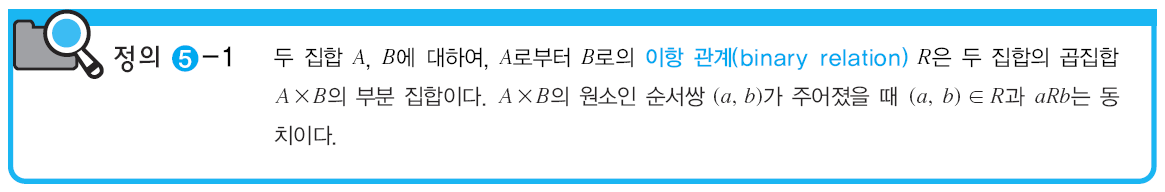 정의 5-1 두 집합 A, B에 대하여, A로부터 B로의 이항 관계(binary relation) R은 두 집합의 곱집합
A×B의 부분 집합이다. A×B의 원소인 순서쌍 (a, b)가 주어졌을 때 (a, b) ∈ R과 aRb는 동
치이다.